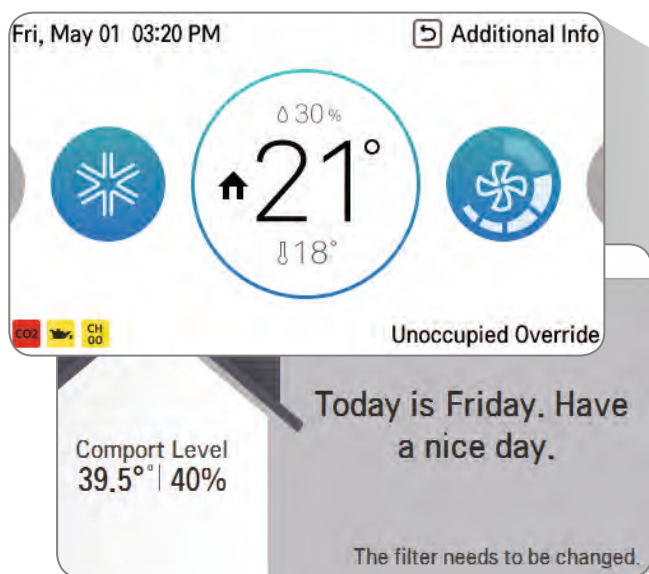 Fri, May 01 03:20 PM
Additional Info
30%
21°
18°
CO2
CH
00
Unoccupied Override
Today is Friday. Have
a nice day.
Comport Level
39.5°° | 40%
The filter needs to be changed.